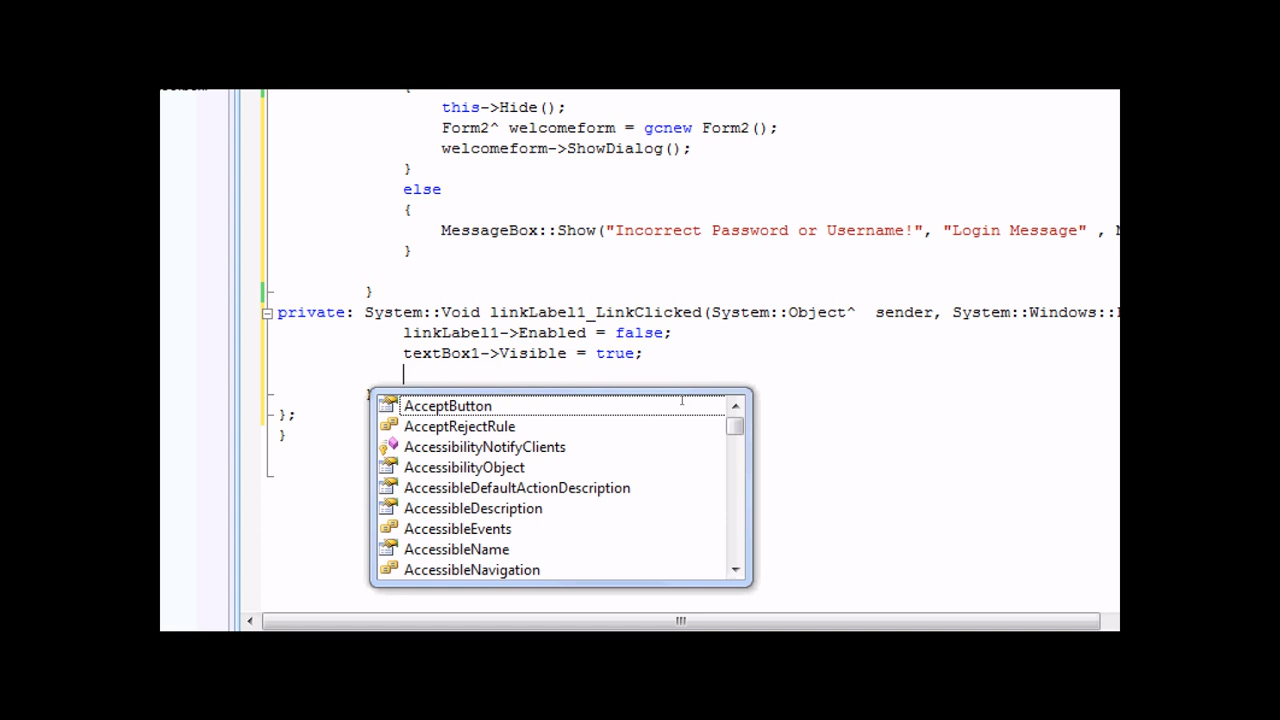 {
this->Hide();
Form2^ welcomeform = gcnew Form2();
welcomeform->ShowDialog();
}
else
{
MessageBox::Show("Incorrect Password or Username!", "Login Message" ,
}
}
private: System::Void linkLabel1_LinkClicked(System::Object^ sender, System::Windows::
linkLabel1->Enabled = false;
textBox1->Visible = true;
};
}
AcceptButton
AcceptRejectRule
AccessibilityNotifyClients
AccessibilityObject
AccessibleDefaultActionDescription
AccessibleDescription
AccessibleEvents
AccessibleName
AccessibleNavigation